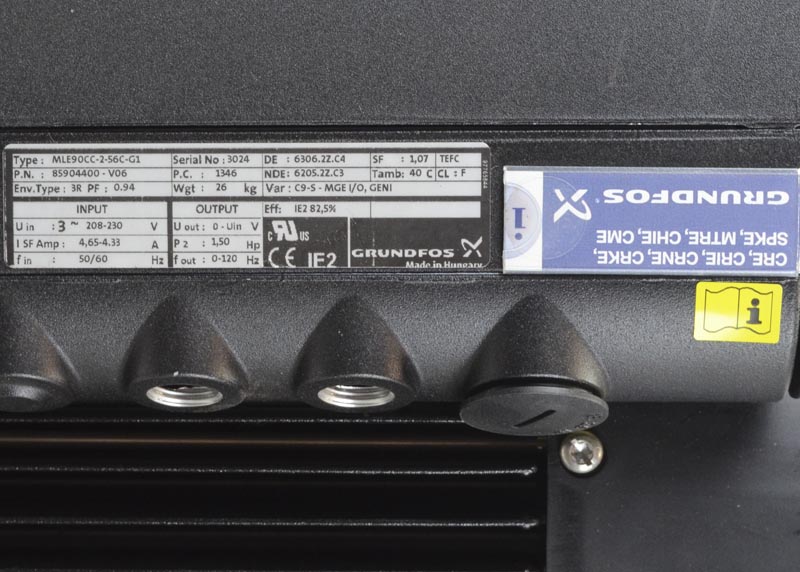 Type : MLE90CC-2-56C-G1 Serial No : 3024 DE : 6306.2Z.C4 SF : 1,07 TEFC
P.N. : 85904400 - V06 P.C. : 1346 NDE : 6205.2Z.C3 Tamb : 40 C CL : F
Env.Type : 3R PF : 0.94 Wgt : 26 kg Var : C9-S - MGE I/O, GENI
INPUT OUTPUT Eff: IE2 82,5%
U in : 3 ~ 208-230 V U out : 0 - Uin V
I SF Amp : 4,65-4.33 A P 2 : 1,50 Hp
f in : 50/60 Hz f out : 0-120 Hz
c RU US
CE IE2
GRUNDFOS
Made in Hungary
GRUNDFOS
i
CRE, CRIE, CRNE, CRKE,
SPKE, MTRE, CHIE, CME
i